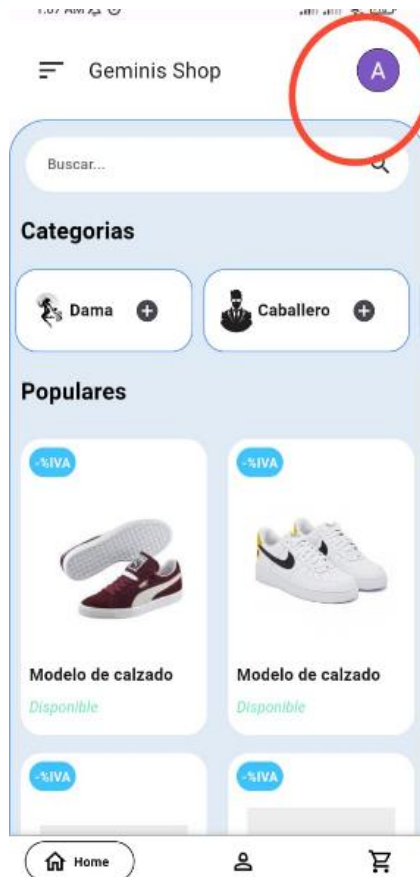 Geminis Shop
A
Buscar...
Categorias
Dama
Caballero
Populares
-%IVA
-%IVA
Modelo de calzado
Modelo de calzado
Disponible
Disponible
-%IVA
-%IVA
Home